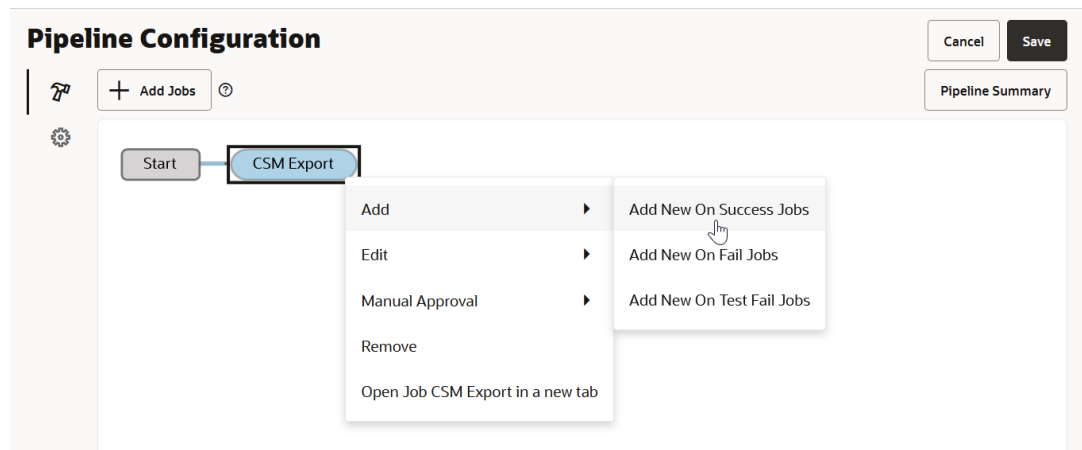 Pipeline Configuration
Cancel
Save
Add Jobs
Pipeline Summary
Start
CSM Export
Add
Add New On Success Jobs
Edit
Add New On Fail Jobs
Manual Approval
Add New On Test Fail Jobs
Remove
Open Job CSM Export in a new tab